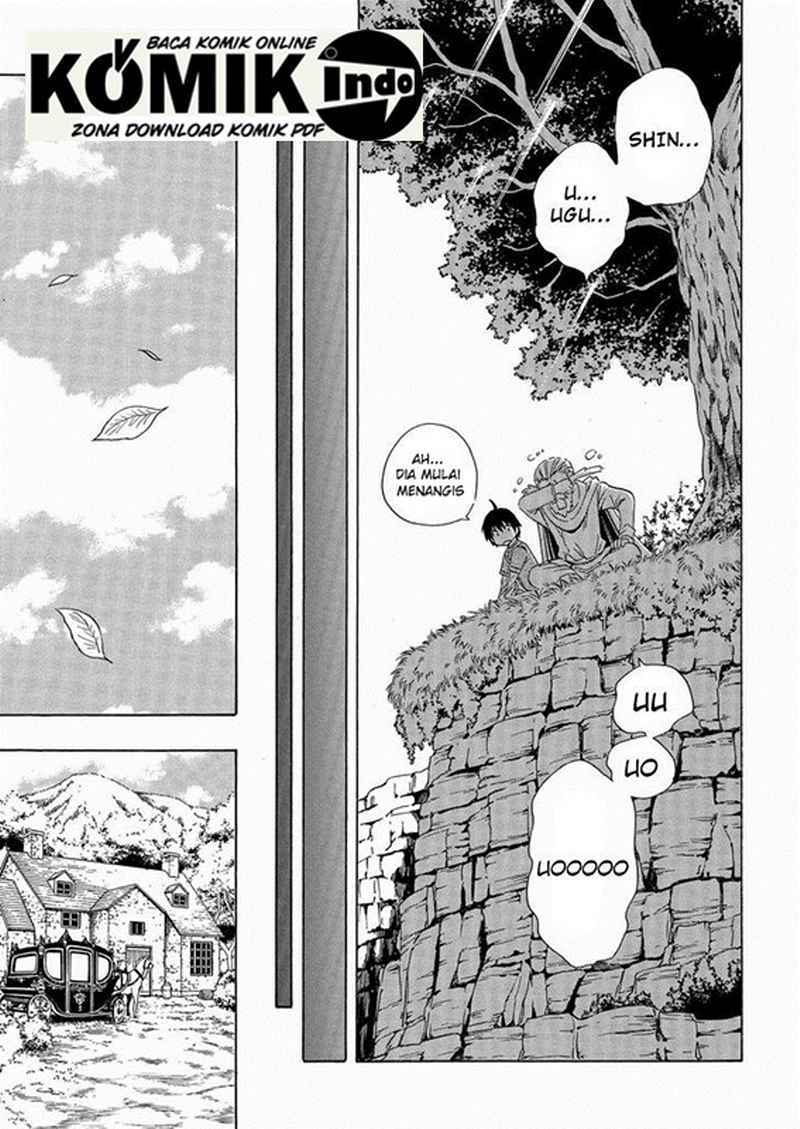 BACA KOMIK ONLINE
KOMIK Indo
ZONA DOWNLOAD KOMIK PDF
SHIN...
U...
UGU...
AH...
DIA MULAI
MENANGIS
UU
UO
UOOOOO